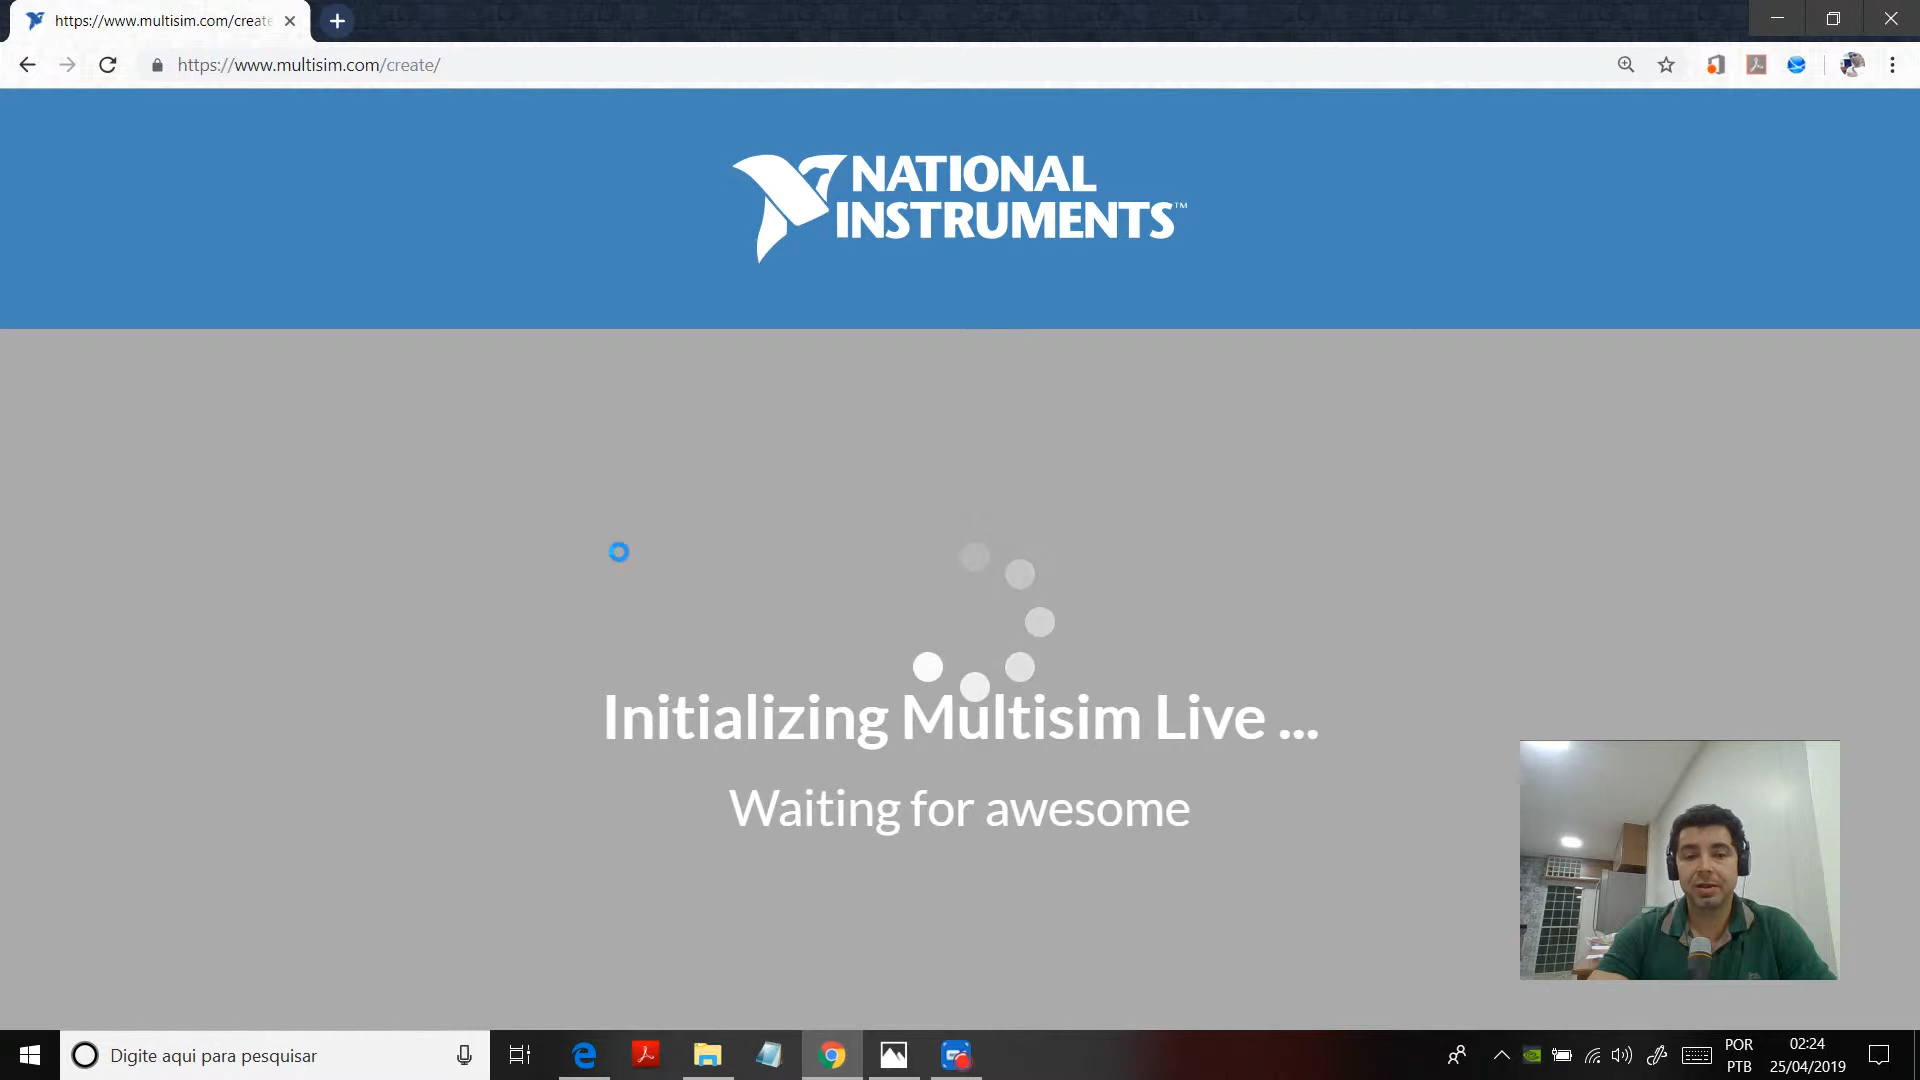 https://www.multisim.com/create
https://www.multisim.com/create/
NATIONAL
INSTRUMENTS™
Initializing Multisim Live ...
Waiting for awesome
Digite aqui para pesquisar
POR
PTB
02:24
25/04/2019